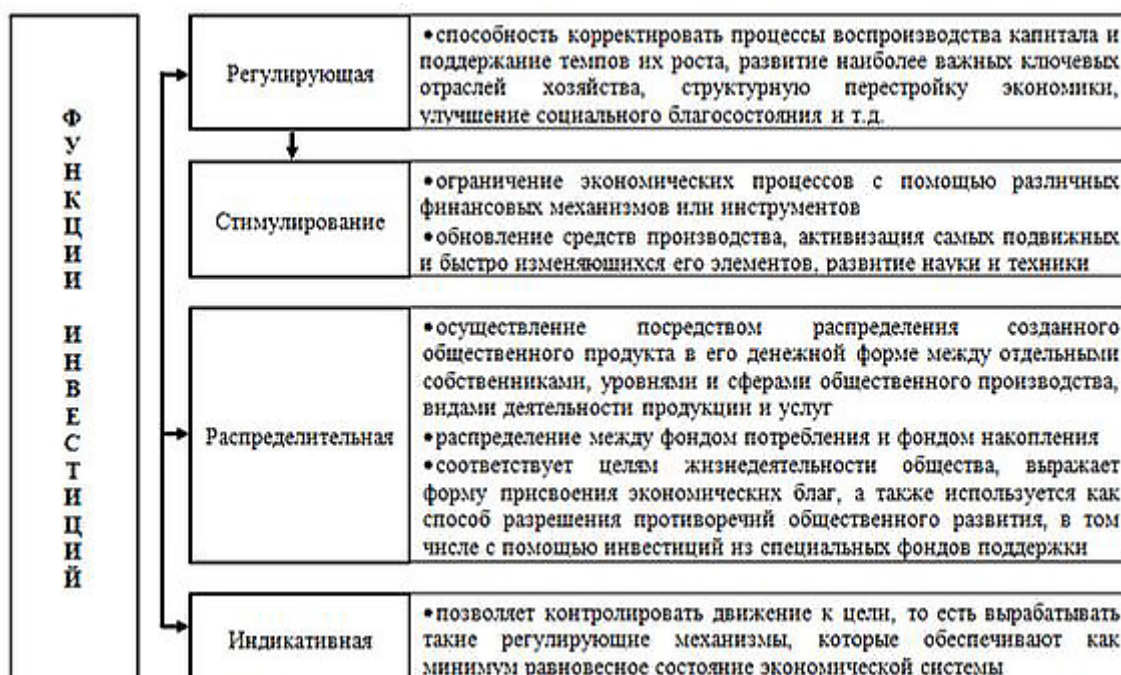 ФУНКЦИИ ИНВЕСТИЦИЙ
Регулирующая
•способность корректировать процессы воспроизводства капитала и
поддержание темпов их роста, развитие наиболее важных ключевых
отраслей хозяйства, структурную перестройку экономики,
улучшение социального благосостояния и т.д.
Стимулирование
•ограничение экономических процессов с помощью различных
финансовых механизмов или инструментов
•обновление средств производства, активизация самых подвижных
и быстро изменяющихся его элементов, развитие науки и техники
Распределительная
•осуществление посредством распределения созданного
общественного продукта в его денежной форме между отдельными
собственниками, уровнями и сферами общественного производства,
видами деятельности продукции и услуг
•распределение между фондом потребления и фондом накопления
•соответствует целям жизнедеятельности общества, выражает
форму присвоения экономических благ, а также используется как
способ разрешения противоречий общественного развития, в том
числе с помощью инвестиций из специальных фондов поддержки
Индикативная
•позволяет контролировать движение к цели, то есть вырабатывать
такие регулирующие механизмы, которые обеспечивают как
минимум равновесное состояние экономической системы